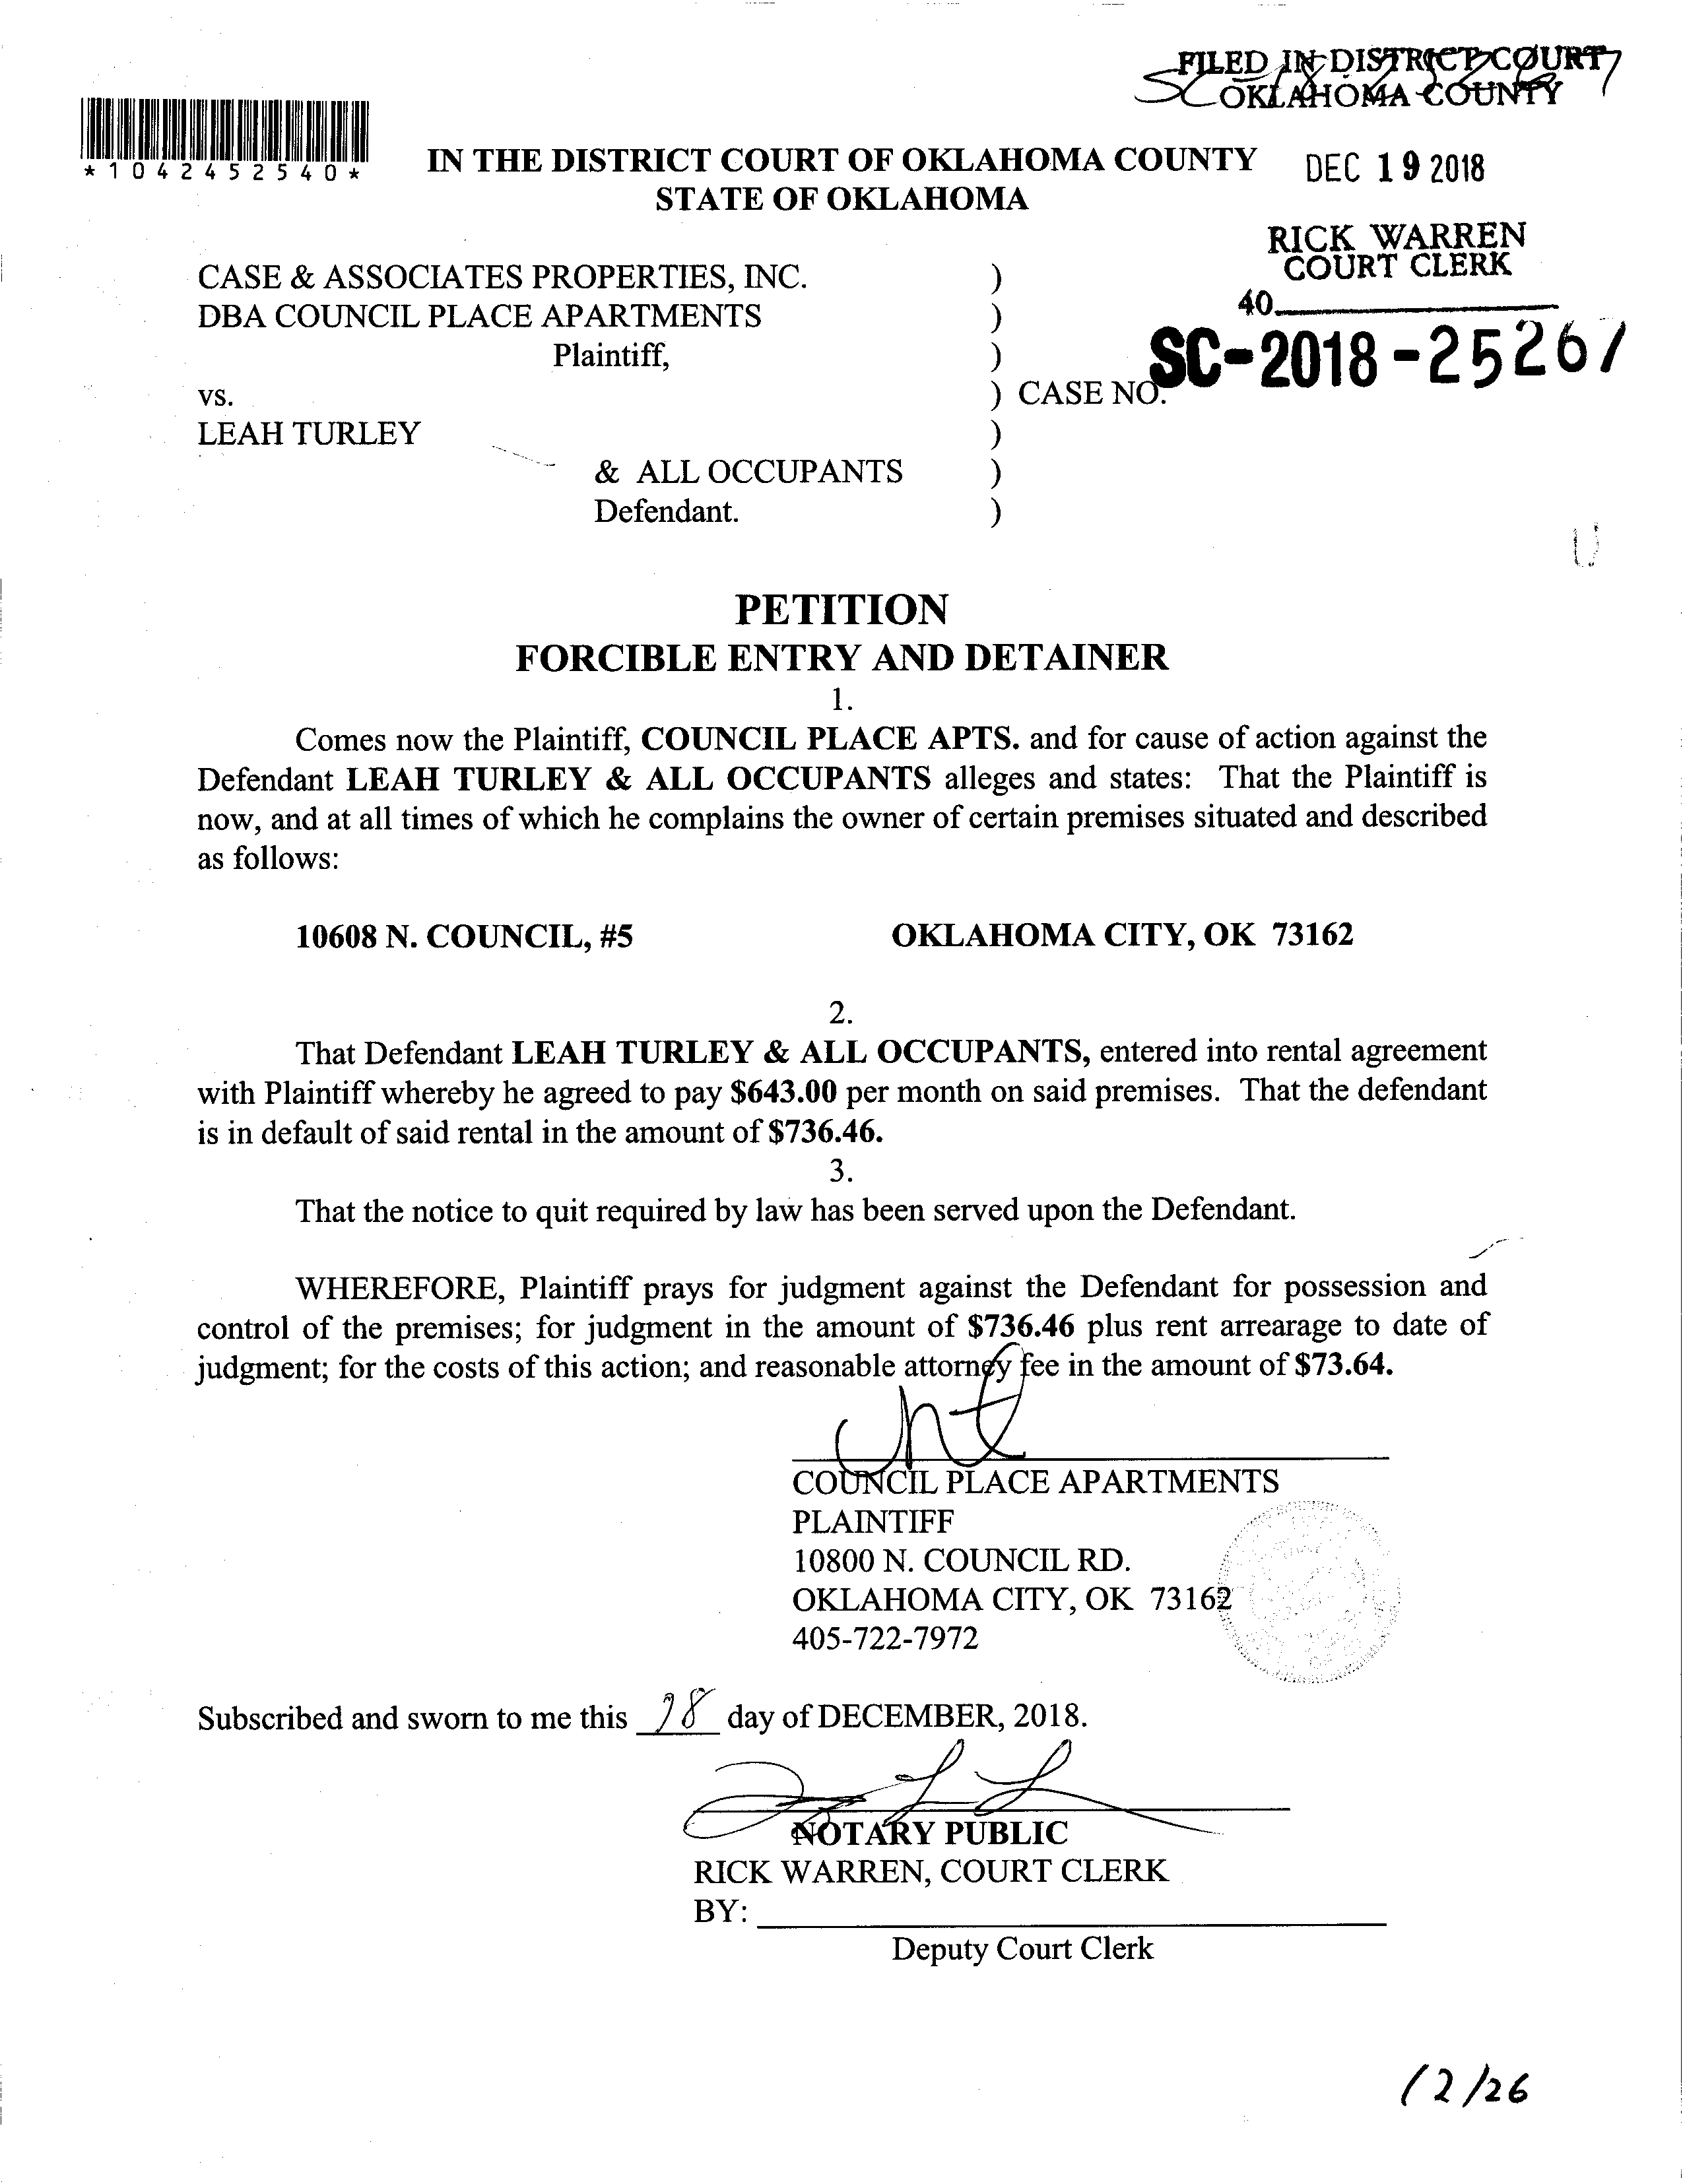 FILED IN DISTRICT COURT
OKLAHOMA COUNTY
*1042452540*
IN THE DISTRICT COURT OF OKLAHOMA COUNTY
STATE OF OKLAHOMA
DEC 19 2018
RICK WARREN
COURT CLERK
40
CASE & ASSOCIATES PROPERTIES, INC. )
DBA COUNCIL PLACE APARTMENTS )
Plaintiff, )
vs. ) CASE NO. SC-2018-25267
LEAH TURLEY )
& ALL OCCUPANTS )
Defendant. )
PETITION
FORCIBLE ENTRY AND DETAINER
1.
Comes now the Plaintiff, COUNCIL PLACE APTS. and for cause of action against the
Defendant LEAH TURLEY & ALL OCCUPANTS alleges and states: That the Plaintiff is
now, and at all times of which he complains the owner of certain premises situated and described
as follows:
10608 N. COUNCIL, #5 OKLAHOMA CITY, OK 73162
2.
That Defendant LEAH TURLEY & ALL OCCUPANTS, entered into rental agreement
with Plaintiff whereby he agreed to pay $643.00 per month on said premises. That the defendant
is in default of said rental in the amount of $736.46.
3.
That the notice to quit required by law has been served upon the Defendant.
WHEREFORE, Plaintiff prays for judgment against the Defendant for possession and
control of the premises; for judgment in the amount of $736.46 plus rent arrearage to date of
judgment; for the costs of this action; and reasonable attorney fee in the amount of $73.64.
COUNCIL PLACE APARTMENTS
PLAINTIFF
10800 N. COUNCIL RD.
OKLAHOMA CITY, OK 73162
405-722-7972
Subscribed and sworn to me this 18 day of DECEMBER, 2018.
NOTARY PUBLIC
RICK WARREN, COURT CLERK
BY:
Deputy Court Clerk
12/26